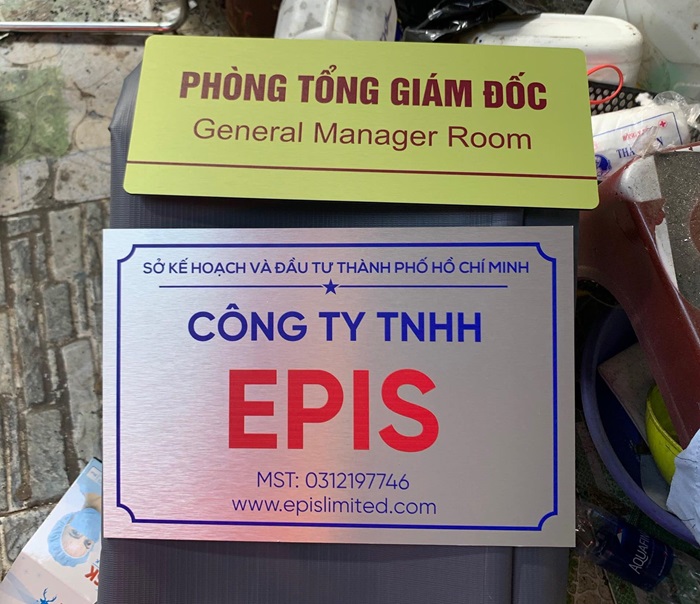 PHÒNG TỔNG GIÁM ĐỐC
General Manager Room
SỞ KẾ HOẠCH VÀ ĐẦU TƯ THÀNH PHỐ HỒ CHÍ MINH
CÔNG TY TNHH
EPIS
MST: 0312197746
www.epislimited.com
AQUAFINA